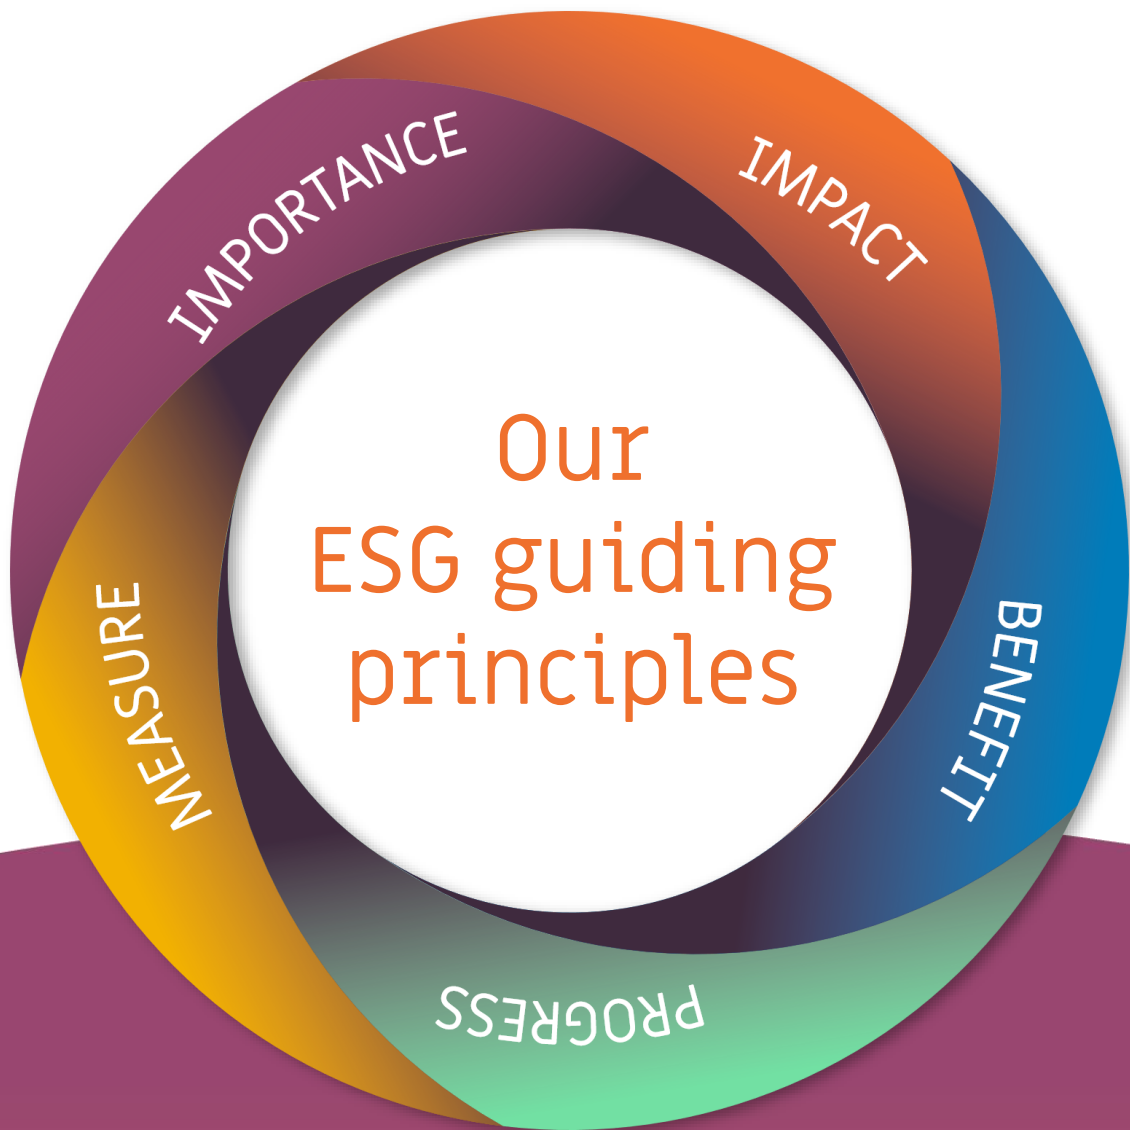 Our
ESG guiding
principles
IMPORTANCE
IMPACT
BENEFIT
PROGRESS
MEASURE